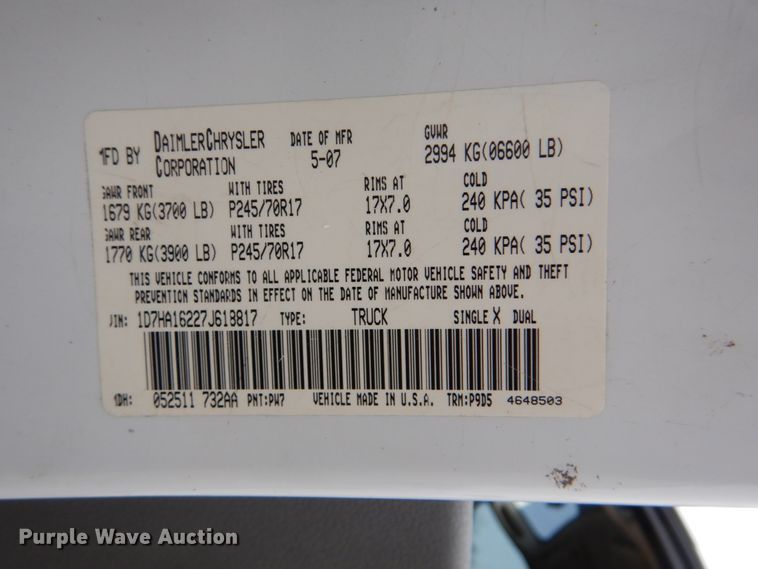 MFD BY DAIMLERCHRYSLER CORPORATION DATE OF MFR 5-07 GVWR 2994 KG(06600 LB)
GAWR FRONT WITH TIRES RIMS AT COLD
1679 KG(3700 LB) P245/70R17 17X7.0 240 KPA( 35 PSI)
GAWR REAR WITH TIRES RIMS AT COLD
1770 KG(3900 LB) P245/70R17 17X7.0 240 KPA( 35 PSI)
THIS VEHICLE CONFORMS TO ALL APPLICABLE FEDERAL MOTOR VEHICLE SAFETY AND THEFT
PREVENTION STANDARDS IN EFFECT ON THE DATE OF MANUFACTURE SHOWN ABOVE.
VIN: 1D7HA16227J618817 TYPE: TRUCK SINGLE X DUAL
MDH: 052511 732AA PNT:PW7 VEHICLE MADE IN U.S.A. TRM:P9D5 4648503
Purple Wave Auction